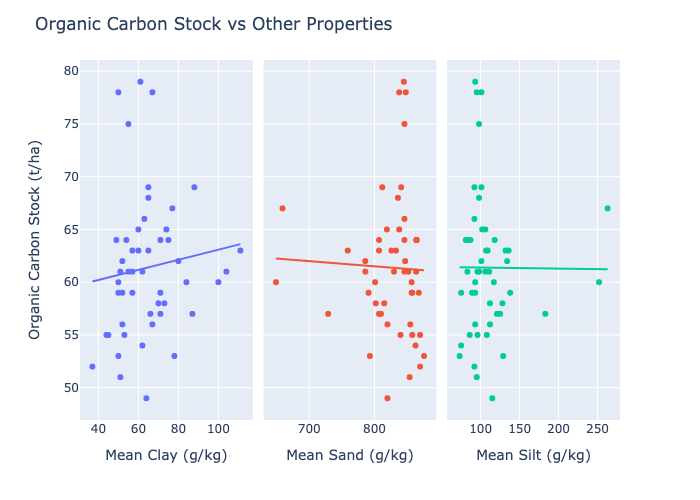 Organic Carbon Stock vs Other Properties
Organic Carbon Stock (t/ha)
80
75
70
65
60
55
50
40 60 80 100
700 800
100 150 200 250
Mean Clay (g/kg)
Mean Sand (g/kg)
Mean Silt (g/kg)